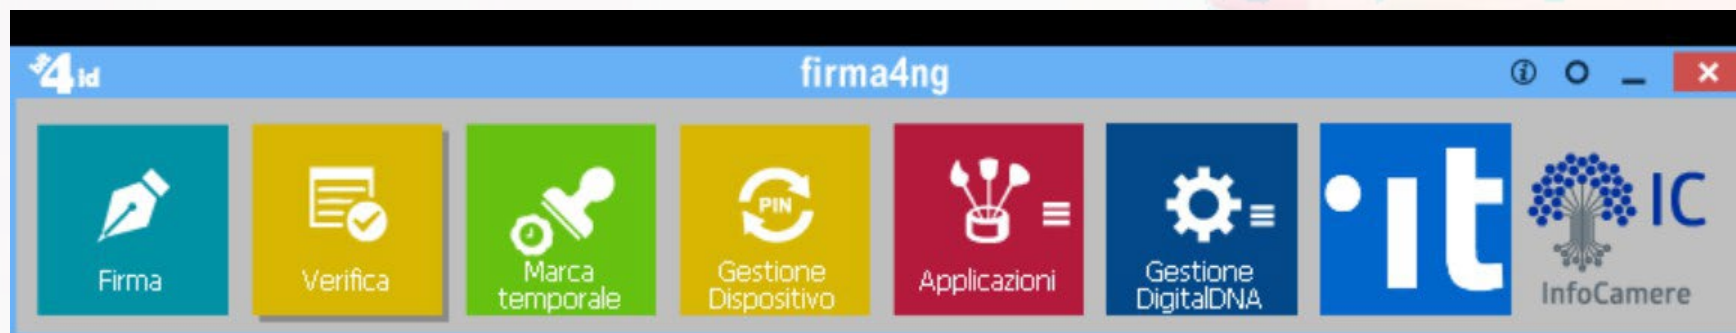 4id
firma4ng
Firma
Verifica
Marca
temporale
PIN
Gestione
Dispositivo
Applicazioni
Gestione
DigitalDNA
it
IC
InfoCamere